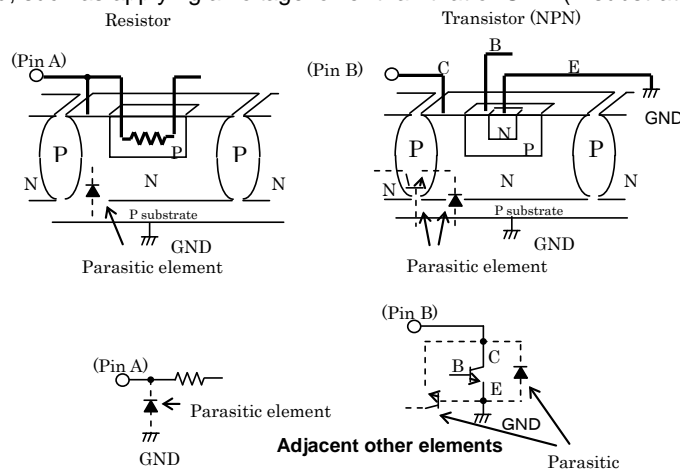 Resistor
Transistor (NPN)
(Pin A)
(Pin B)
C
B
E
GND
P
P
P
N
N
N
P substrate
GND
Parasitic element
P
N
P
P
N
N
N
P substrate
GND
Parasitic element
(Pin A)
Parasitic element
GND
(Pin B)
B
C
E
GND
Adjacent other elements
Parasitic